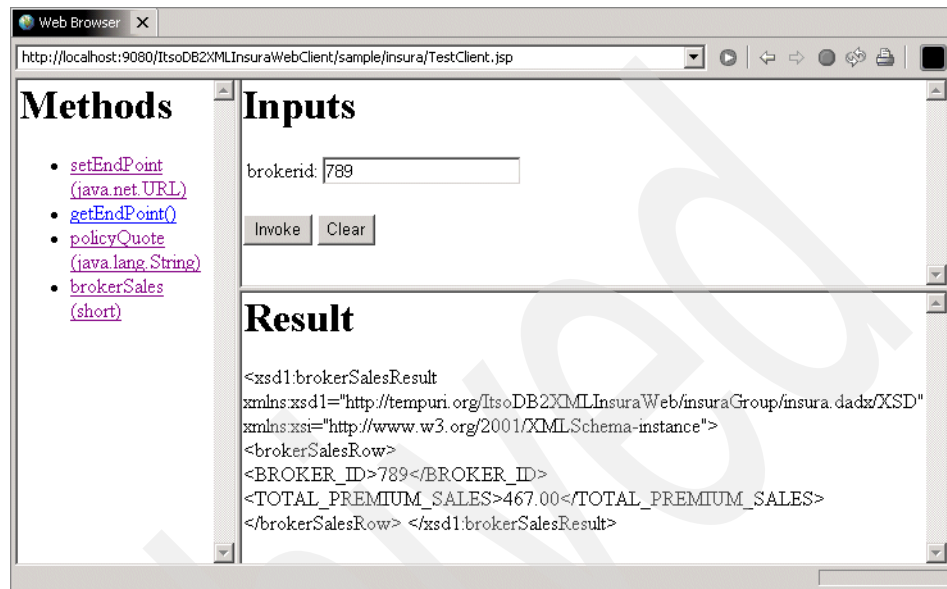 Web Browser X
http://localhost:9080/ItsoDB2XMLInsuraWebClient/sample/insura/TestClient.jsp
Methods
setEndPoint
(java.net.URL)
getEndPoint()
policyQuote
(java.lang.String)
brokerSales
(short)
Inputs
brokerid: 789
Invoke Clear
Result
<xsd1:brokerSalesResult
xmlns:xsd1="http://tempuri.org/ItsoDB2XMLInsuraWeb/insuraGroup/insura.dadx/XSD"
xmlns:xsi="http://www.w3.org/2001/XMLSchema-instance">
<brokerSalesRow>
<BROKER_ID>789</BROKER_ID>
<TOTAL_PREMIUM_SALES>467.00</TOTAL_PREMIUM_SALES>
</brokerSalesRow> </xsd1:brokerSalesResult>